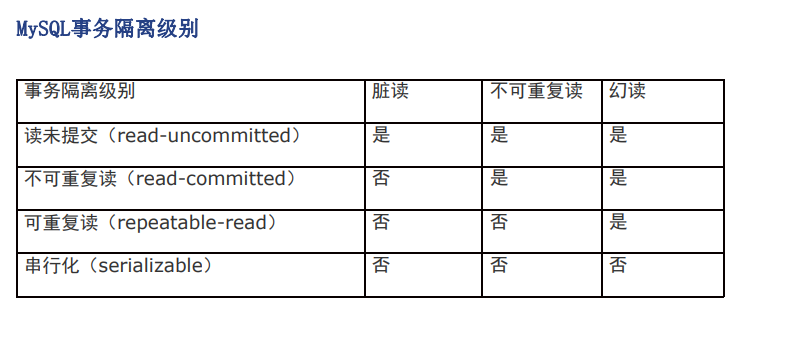 MySQL事务隔离级别
事务隔离级别 脏读 不可重复读 幻读
读未提交（read-uncommitted） 是 是 是
不可重复读（read-committed） 否 是 是
可重复读（repeatable-read） 否 否 是
串行化（serializable） 否 否 否